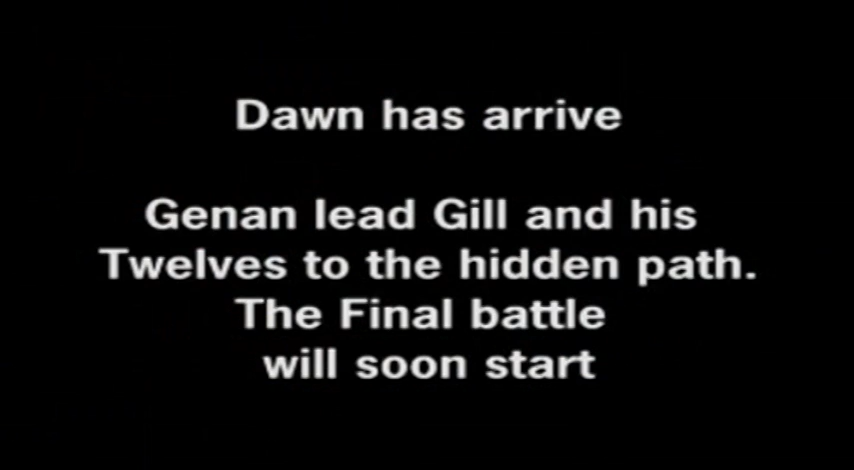 Dawn has arrive
Genan lead Gill and his
Twelves to the hidden path.
The Final battle
will soon start